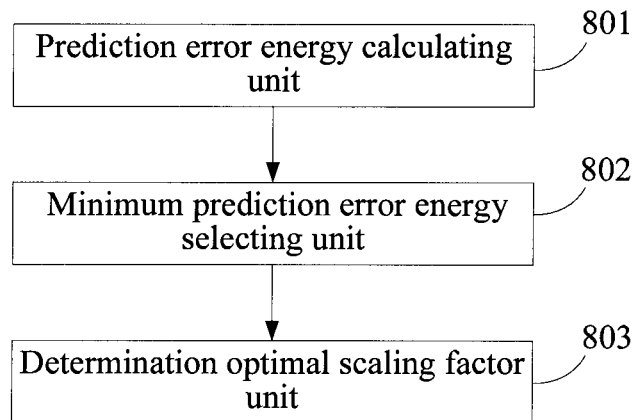 801
Prediction error energy calculating
unit
802
Minimum prediction error energy
selecting unit
803
Determination optimal scaling factor
unit